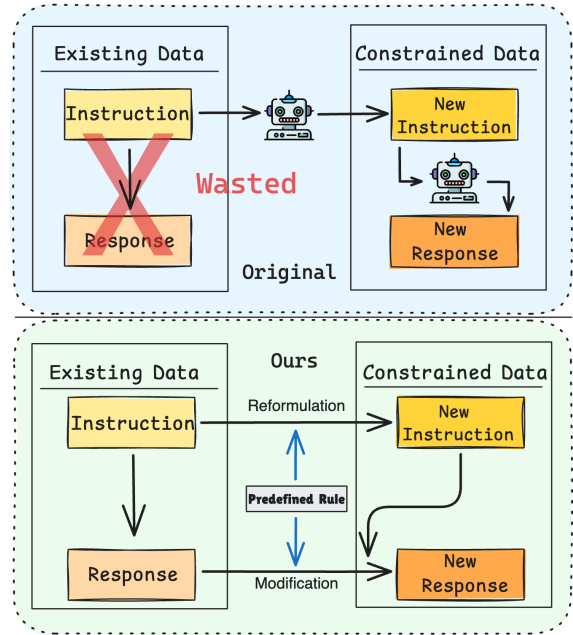 Existing Data
Constrained Data
Instruction
New
Instruction
Wasted
Response
New
Response
Original
Ours
Existing Data
Constrained Data
Reformulation
Instruction
New
Instruction
Predefined Rule
Response
New
Response
Modification